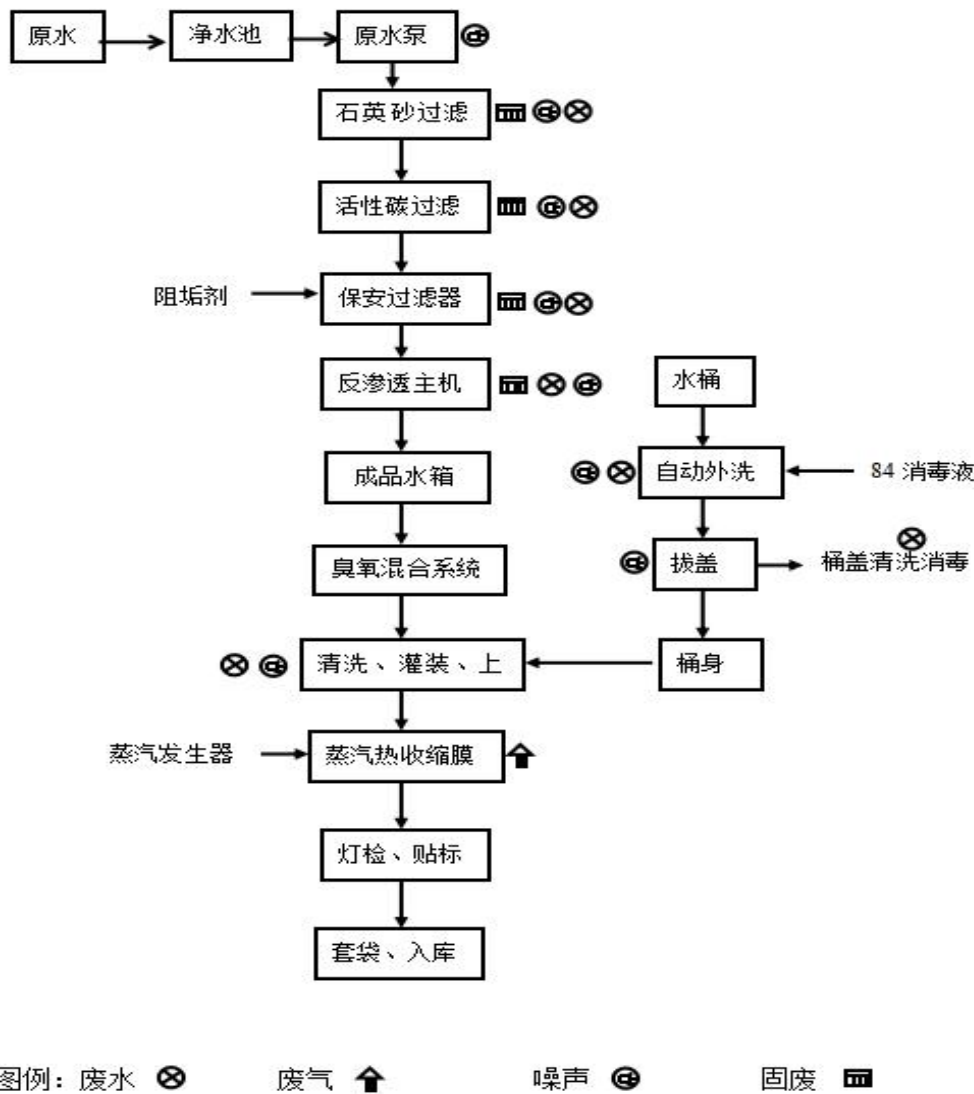 原水
净水池
原水泵
石英砂过滤
活性碳过滤
阻垢剂
保安过滤器
反渗透主机
水桶
成品水箱
自动外洗
84 消毒液
臭氧混合系统
拔盖
桶盖清洗消毒
清洗、灌装、上
桶身
蒸汽发生器
蒸汽热收缩膜
灯检、贴标
套袋、入库
图例：废水 废气 噪声 固废